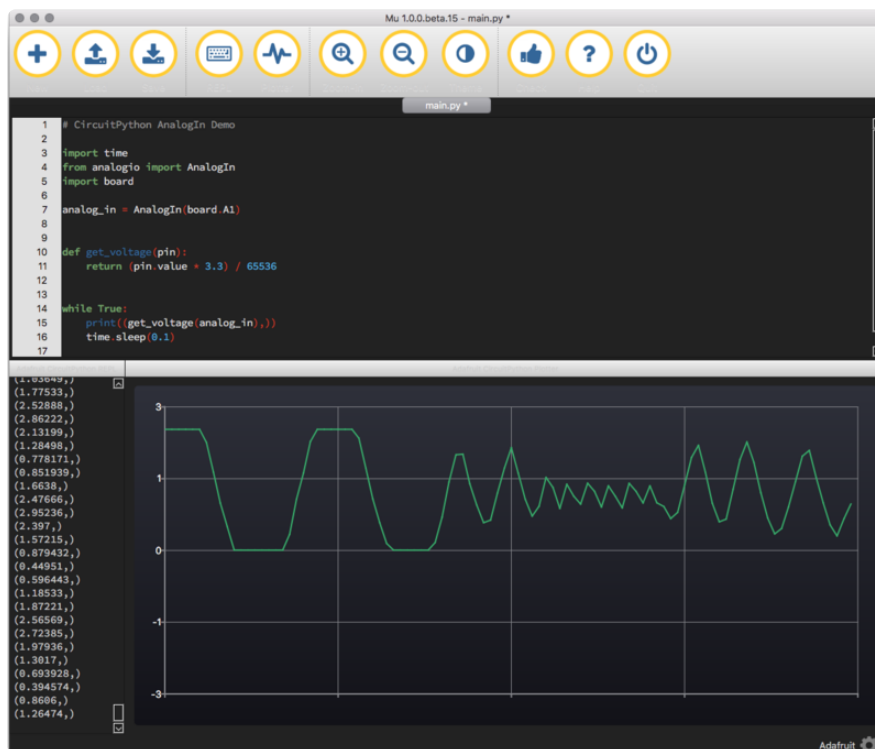 Mu 1.0.0.beta.15 - main.py *
main.py *
1 # CircuitPython AnalogIn Demo
2
3 import time
4 from analogio import AnalogIn
5 import board
6
7 analog_in = AnalogIn(board.A1)
8
9
10 def get_voltage(pin):
11     return (pin.value * 3.3) / 65536
12
13
14 while True:
15     print((get_voltage(analog_in),))
16     time.sleep(0.1)
17
(1.03649,)
(1.77533,)
(2.52888,)
(2.86222,)
(2.13199,)
(1.28498,)
(0.778171,)
(0.851939,)
(1.6638,)
(2.47666,)
(2.95236,)
(2.397,)
(1.57215,)
(0.879432,)
(0.44951,)
(0.596443,)
(1.18533,)
(1.87221,)
(2.56569,)
(2.72385,)
(1.97936,)
(1.3017,)
(0.693928,)
(0.394574,)
(0.8606,)
(1.26474,)
3
1
0
-1
-3
Adafruit